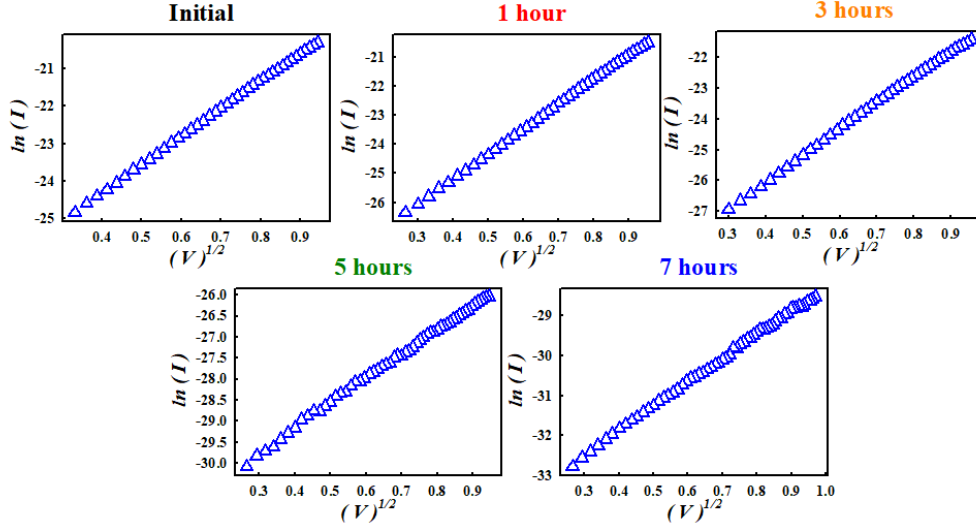 Initial
ln ( I )
-21
-22
-23
-24
-25
0.4 0.5 0.6 0.7 0.8 0.9
(V)1/2
1 hour
ln ( I )
-21
-22
-23
-24
-25
-26
0.3 0.4 0.5 0.6 0.7 0.8 0.9
(V)1/2
3 hours
ln ( I )
-22
-23
-24
-25
-26
-27
0.3 0.4 0.5 0.6 0.7 0.8 0.9
(V)1/2
5 hours
ln ( I )
-26.0
-26.5
-27.0
-27.5
-28.0
-28.5
-29.0
-29.5
-30.0
0.3 0.4 0.5 0.6 0.7 0.8 0.9
(V)1/2
7 hours
ln ( I )
-29
-30
-31
-32
-33
0.3 0.4 0.5 0.6 0.7 0.8 0.9 1.0
(V)1/2